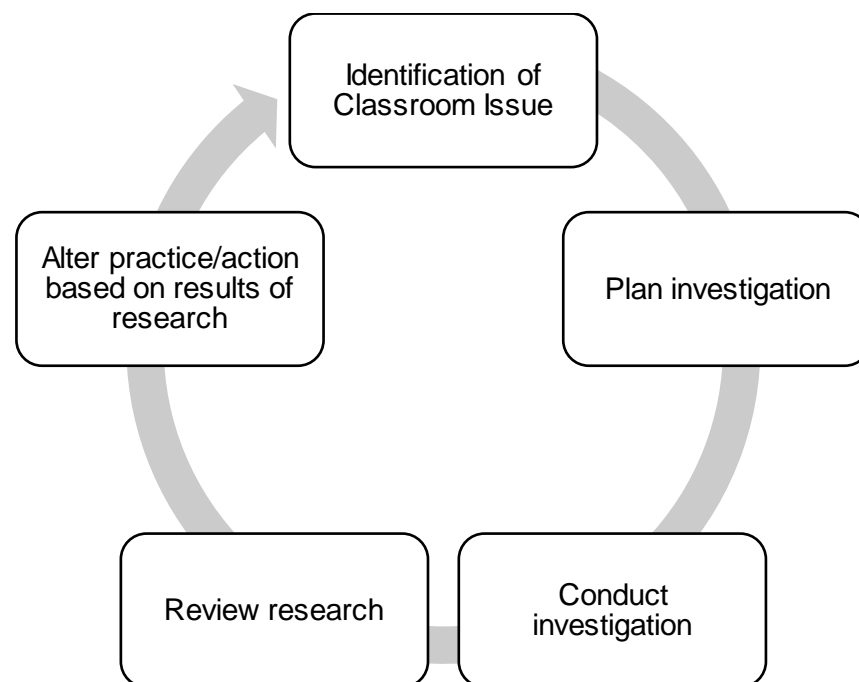 Identification of
Classroom Issue
Plan investigation
Conduct
investigation
Review research
Alter practice/action
based on results of
research